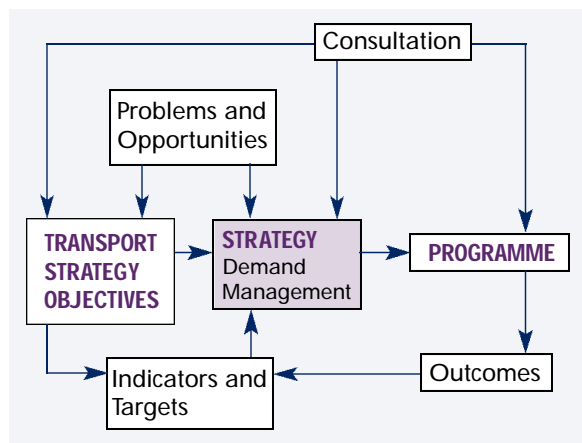 Consultation
Problems and
Opportunities
TRANSPORT
STRATEGY
OBJECTIVES
STRATEGY
Demand
Management
PROGRAMME
Indicators and
Targets
Outcomes